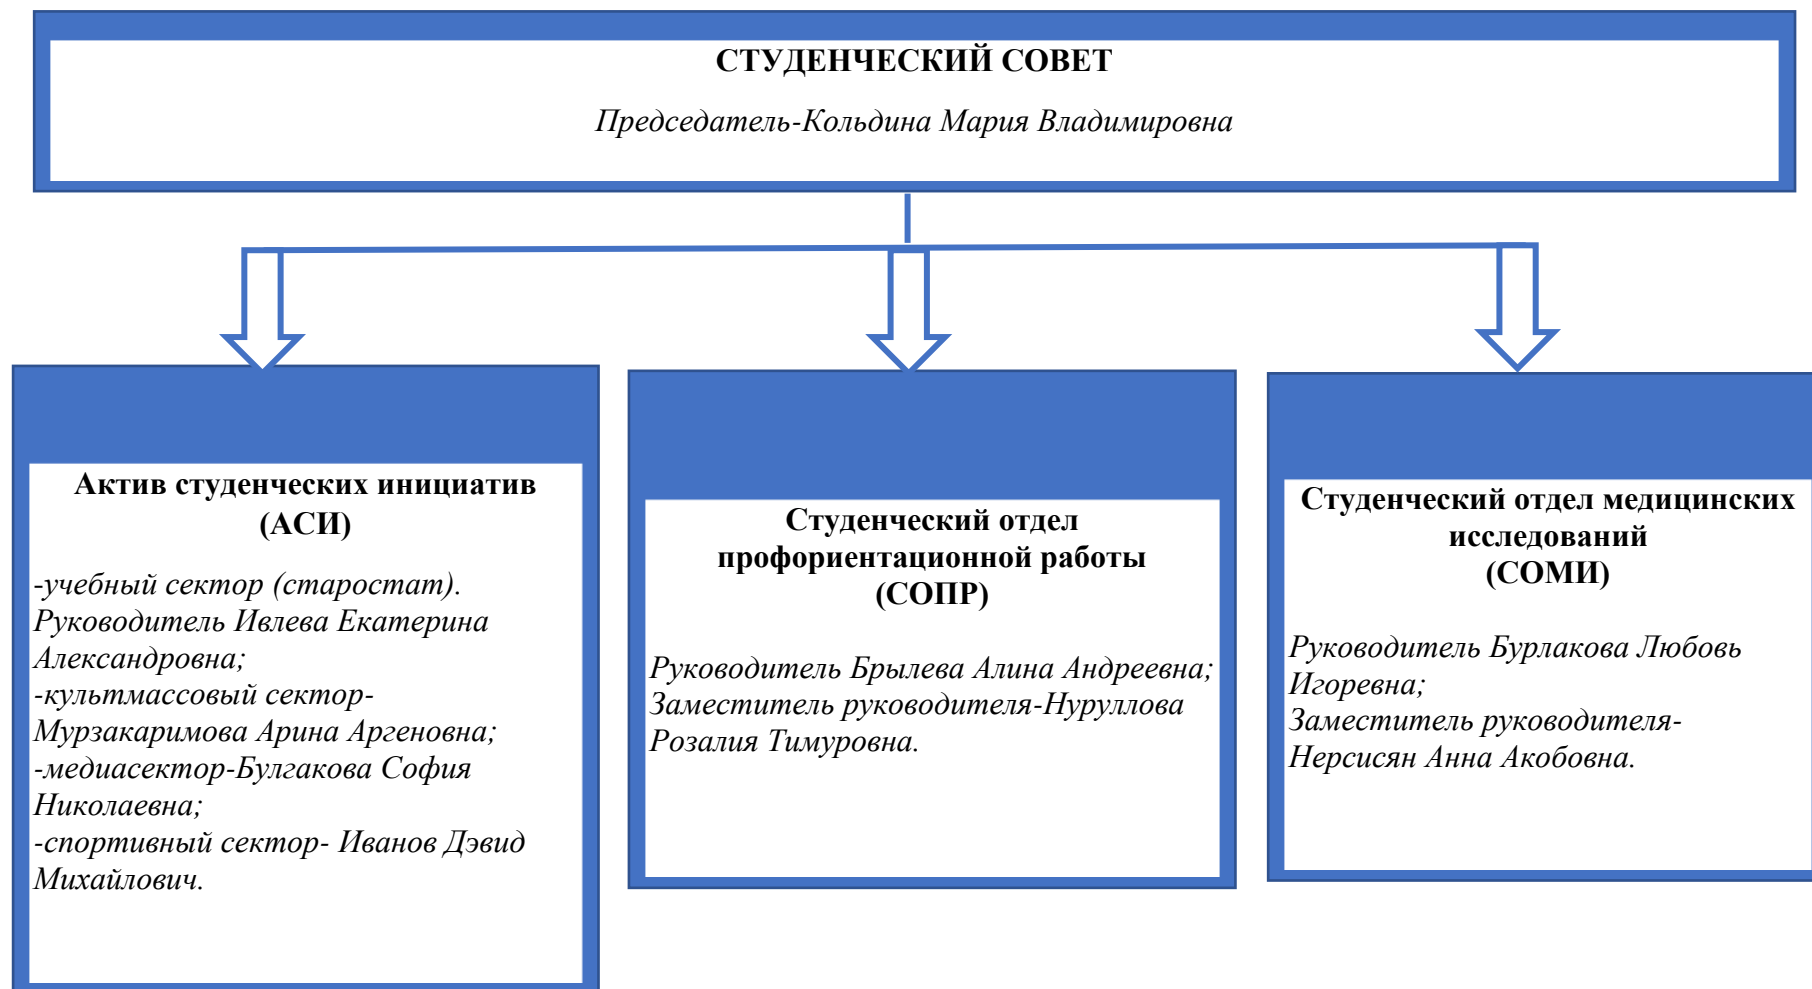 СТУДЕНЧЕСКИЙ СОВЕТ
Председатель-Кольдина Мария Владимировна
Актив студенческих инициатив
(АСИ)
-учебный сектор (старостат).
Руководитель Ивлева Екатерина
Александровна;
-культмассовый сектор-
Мурзакаримова Арина Аргеновна;
-медиасектор-Булгакова София
Николаевна;
-спортивный сектор- Иванов Дэвид
Михайлович.
Студенческий отдел
профориентационной работы
(СОПР)
Руководитель Брылева Алина Андреевна;
Заместитель руководителя-Нуруллова
Розалия Тимуровна.
Студенческий отдел медицинских
исследований
(СОМИ)
Руководитель Бурлакова Любовь
Игоревна;
Заместитель руководителя-
Нерсисян Анна Акобовна.